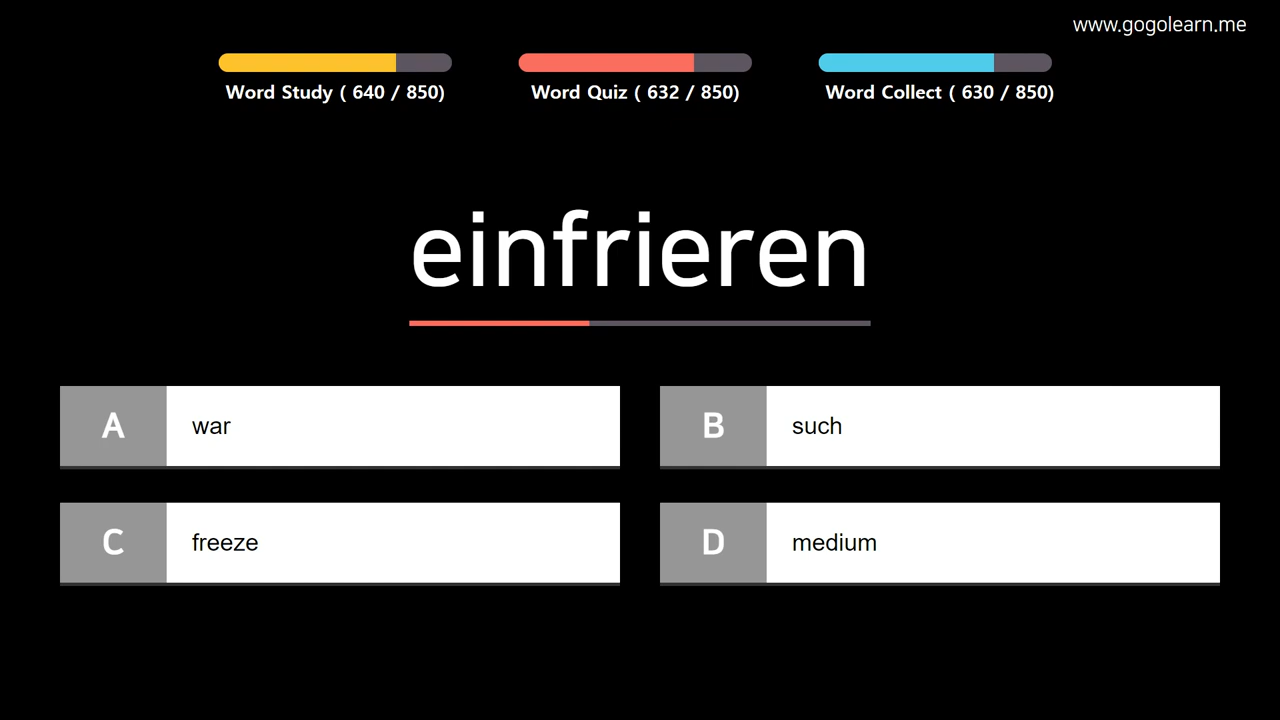 www.gogolearn.me
Word Study ( 640 / 850)
Word Quiz ( 632 / 850)
Word Collect ( 630 / 850)
einfrieren
A war
B such
C freeze
D medium